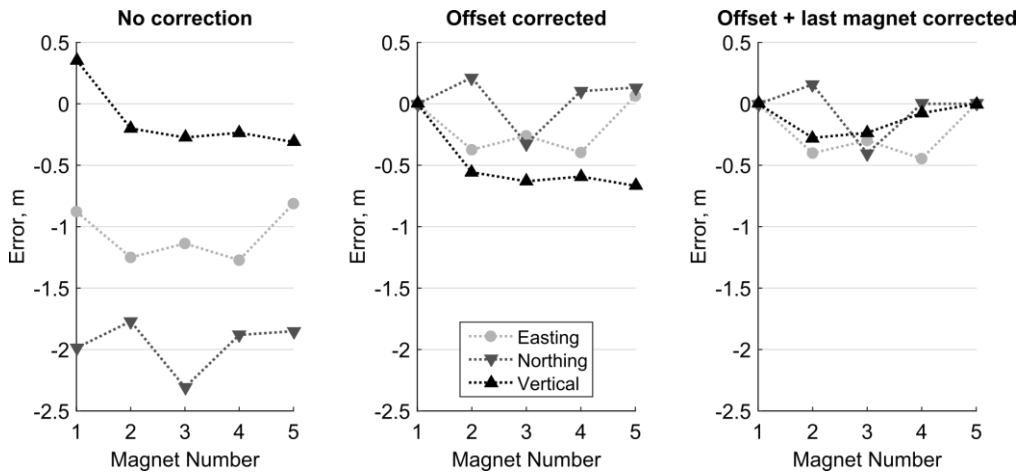 No correction
0.5
0
-0.5
-1
-1.5
-2
-2.5
Error, m
1 2 3 4 5
Magnet Number
Offset corrected
0.5
0
-0.5
-1
-1.5
-2
-2.5
Error, m
Easting
Northing
Vertical
1 2 3 4 5
Magnet Number
Offset + last magnet corrected
0.5
0
-0.5
-1
-1.5
-2
-2.5
Error, m
1 2 3 4 5
Magnet Number